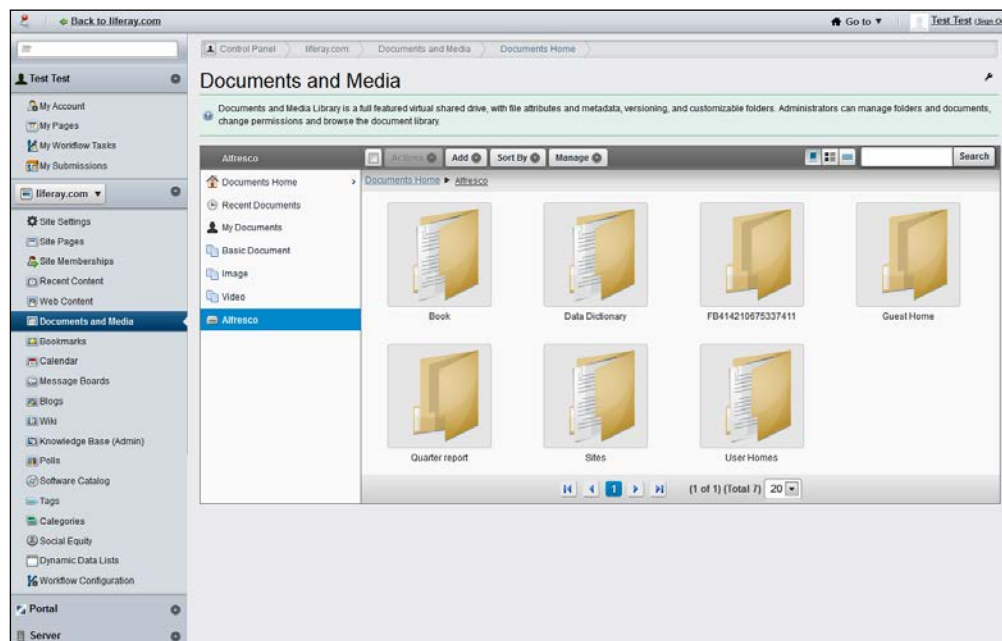 Back to liferay.com
Go to ▼
Test Test
Control Panel
liferay.com
Documents and Media
Documents Home
Test Test
My Account
My Pages
My Workflow Tasks
My Submissions
liferay.com ▼
Site Settings
Site Pages
Site Memberships
Recent Content
Web Content
Documents and Media
Bookmarks
Calendar
Message Boards
Blogs
Wiki
Knowledge Base (Admin)
Polls
Software Catalog
Tags
Categories
Social Equity
Dynamic Data Lists
Workflow Configuration
Portal
Server
Documents and Media
Documents and Media Library is a full featured virtual shared drive, with file attributes and metadata, versioning, and customizable folders. Administrators can manage folders and documents,
change permissions and browse the document library.
Alfresco
Actions
Add
Sort By
Manage
Search
Documents Home
Recent Documents
My Documents
Basic Document
Image
Video
Alfresco
Documents Home ▶ Alfresco
Book
Data Dictionary
FB414210675337411
Guest Home
Quarter report
Sites
User Homes
1
(1 of 1) (Total 7)
20